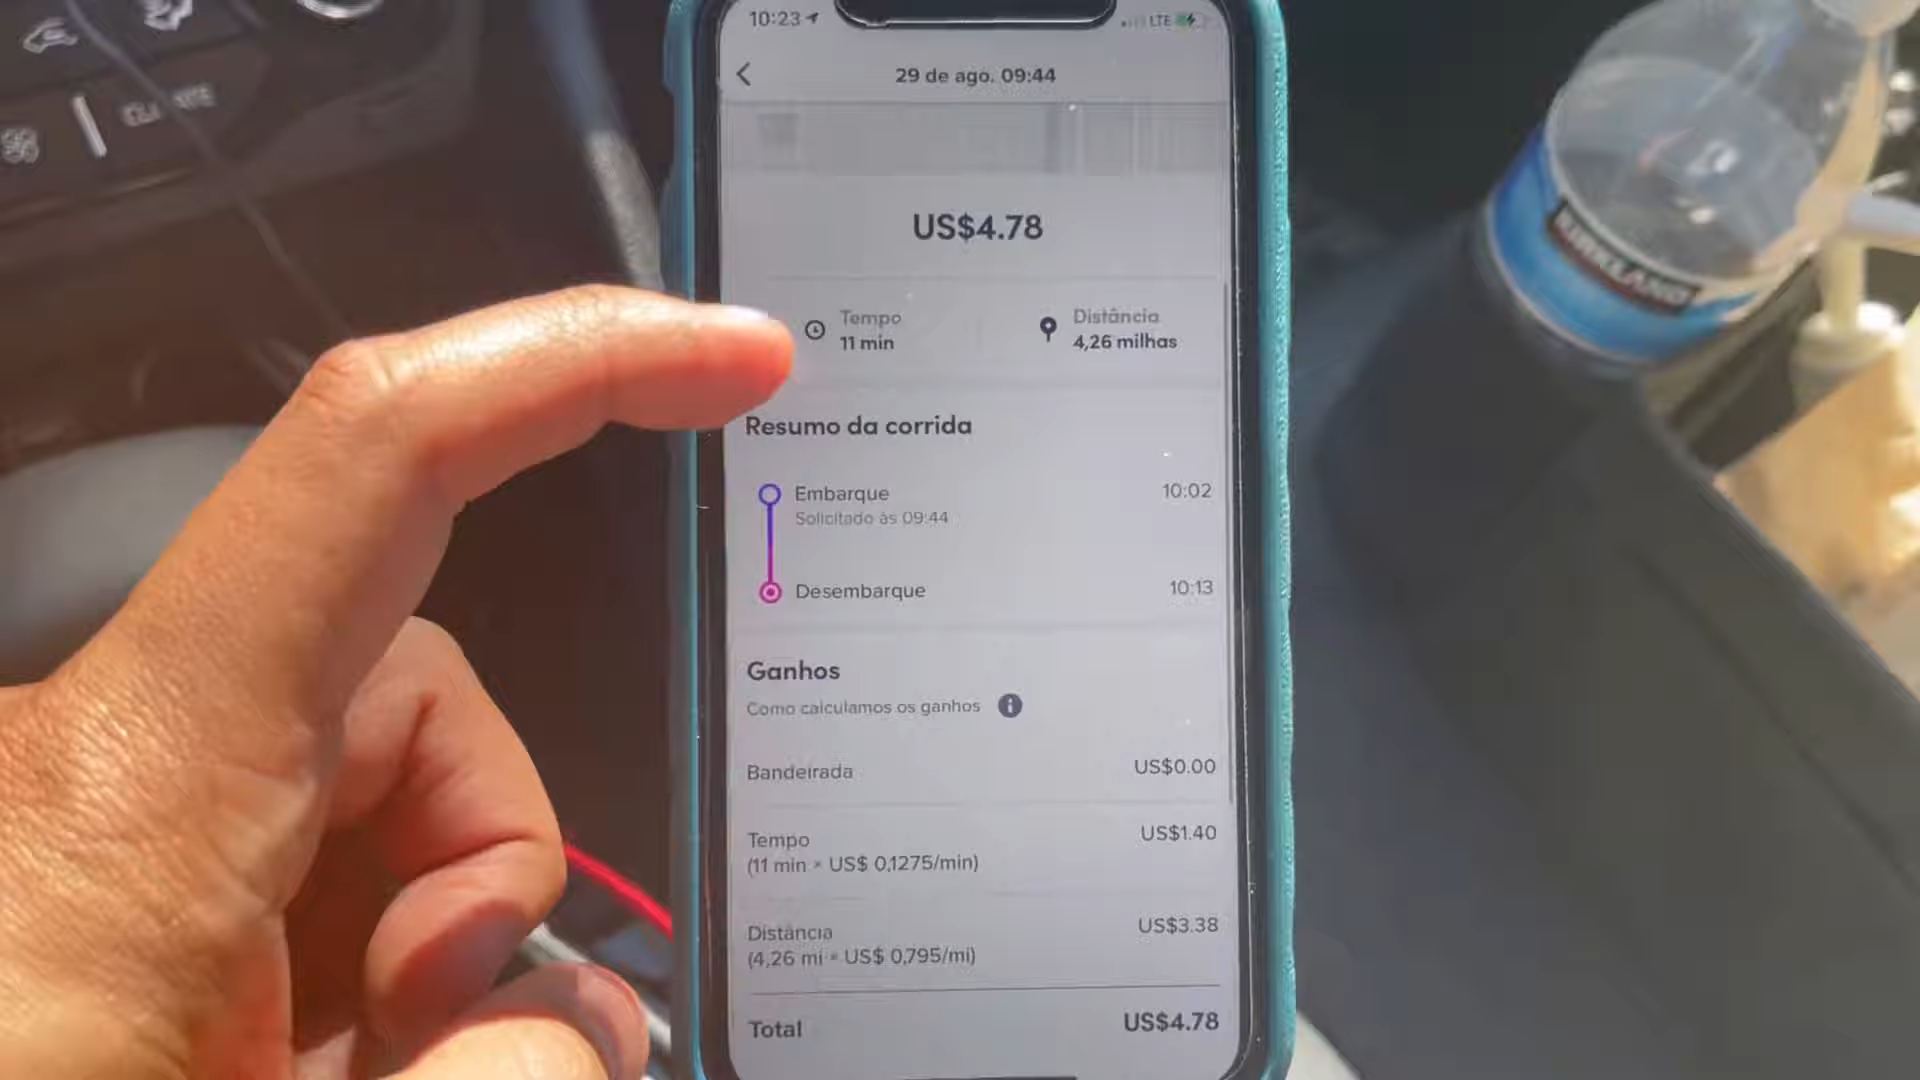 10:23
LTE
29 de ago. 09:44
US$4.78
Tempo
11 min
Distância
4,26 milhas
Resumo da corrida
Embarque
10:02
Solicitado às 09:44
Desembarque
10:13
Ganhos
Como calculamos os ganhos
Bandeirada
US$0.00
Tempo
US$1.40
(11 min × US$ 0,1275/min)
Distância
US$3.38
(4,26 mi × US$ 0,795/mi)
Total
US$4.78
KIRKLAND